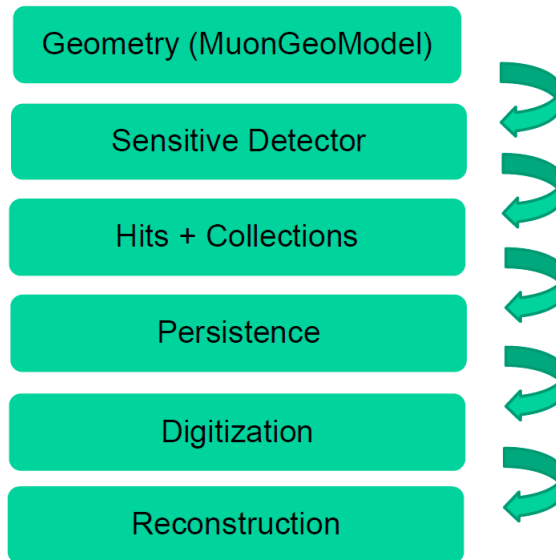 Geometry (MuonGeoModel)
Sensitive Detector
Hits + Collections
Persistence
Digitization
Reconstruction